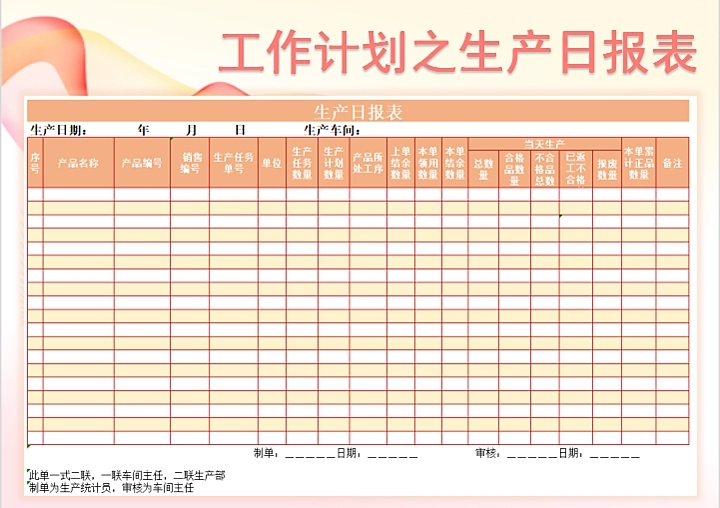 工作计划之生产日报表
生产日报表
生产日期： 年 月 日 生产车间：
序号 产品名称 产品编号 销售编号 生产任务单号 单位 生产任务数量 生产计划数量 产品所处工序 上单结余数量 本单领用数量 本单结余数量 当天生产 本单累计正品数量 备注
总数量 合格品数量 不合格品总数 已返工不合格 报废数量
制单：_____日期：_____ 审核：_____日期：_____
此单一式二联，一联车间主任，二联生产部
制单为生产统计员，审核为车间主任